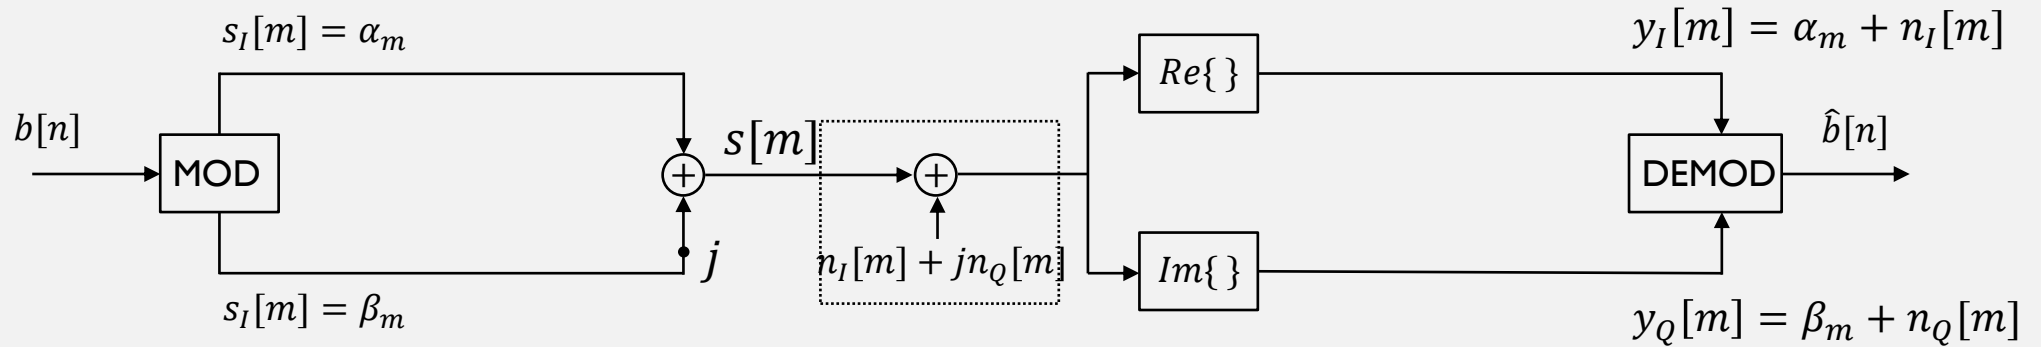 s_I[m] = α_m
y_I[m] = α_m + n_I[m]
Re{ }
b[n]
s[m]
b̂[n]
MOD
+
+
DEMOD
j
n_I[m] + jn_Q[m]
Im{ }
s_I[m] = β_m
y_Q[m] = β_m + n_Q[m]